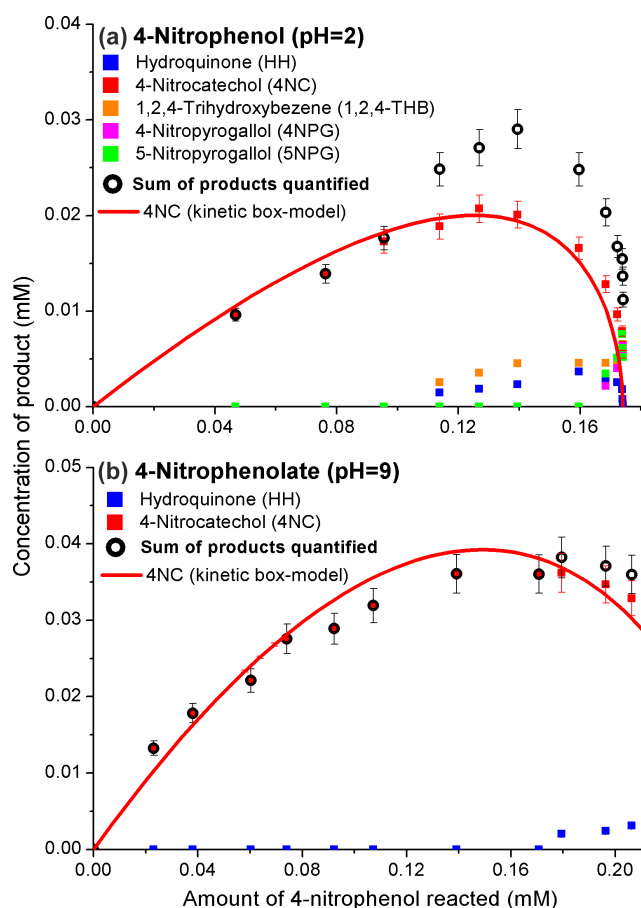 0.04
(a) 4-Nitrophenol (pH=2)
Hydroquinone (HH)
4-Nitrocatechol (4NC)
1,2,4-Trihydroxybezene (1,2,4-THB)
0.03
4-Nitropyrogallol (4NPG)
5-Nitropyrogallol (5NPG)
Sum of products quantified
0.02
4NC (kinetic box-model)
0.01
0.00
0.00 0.04 0.08 0.12 0.16
Concentration of product (mM)
0.05
(b) 4-Nitrophenolate (pH=9)
Hydroquinone (HH)
4-Nitrocatechol (4NC)
0.04
Sum of products quantified
4NC (kinetic box-model)
0.03
0.02
0.01
0.00
0.00 0.04 0.08 0.12 0.16 0.20
Amount of 4-nitrophenol reacted (mM)